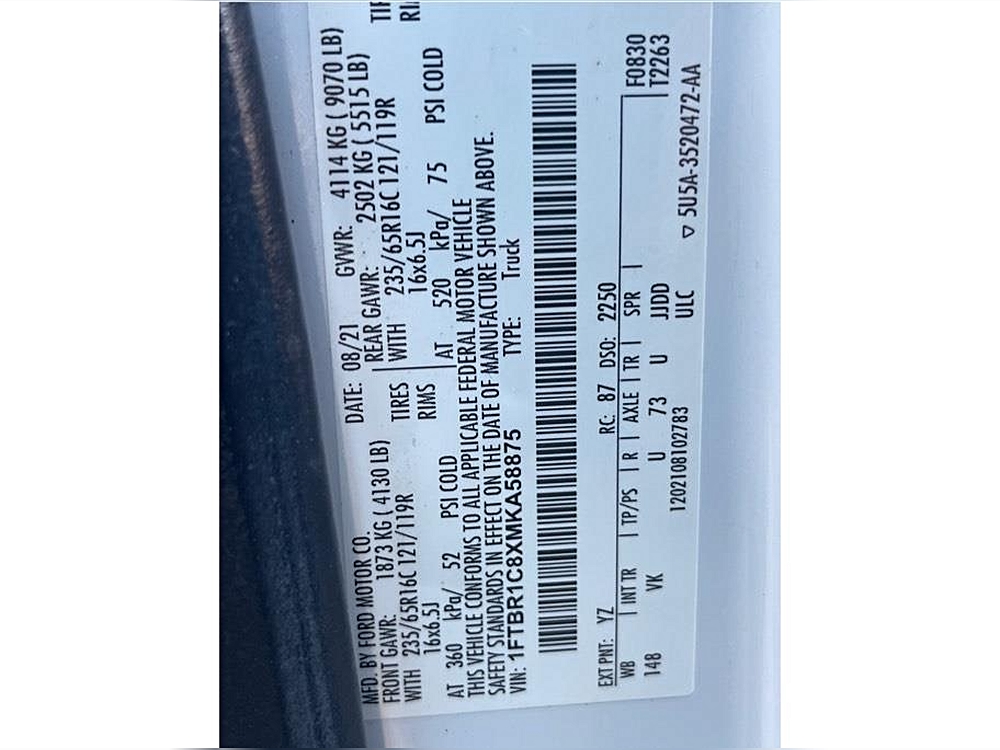 MFD. BY FORD MOTOR CO. DATE: 08/21 GVWR: 4114 KG ( 9070 LB)
FRONT GAWR: 1873 KG ( 4130 LB) REAR GAWR: 2502 KG ( 5515 LB)
WITH 235/65R16C 121/119R TIRES WITH 235/65R16C 121/119R
16x6.5J RIMS 16x6.5J
AT 360 kPa/ 52 PSI COLD AT 520 kPa/ 75 PSI COLD
THIS VEHICLE CONFORMS TO ALL APPLICABLE FEDERAL MOTOR VEHICLE
SAFETY STANDARDS IN EFFECT ON THE DATE OF MANUFACTURE SHOWN ABOVE.
VIN: 1FTBR1C8XMKA58875 TYPE: Truck
EXT PNT: YZ RC: 87 DSO: 2250
WB INT TR TP/PS R AXLE TR SPR F0830
148 VK U 73 U JJDD T2263
1202108102783 ULC
▽ 5U5A-3520472-AA